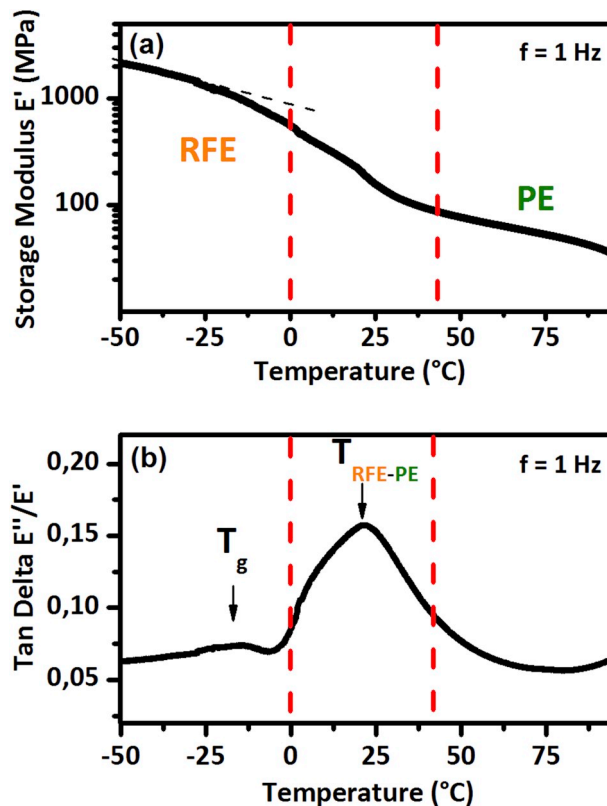 (a)
f = 1 Hz
Storage Modulus E' (MPa)
1000
100
RFE
PE
-50 -25 0 25 50 75
Temperature (°C)
(b)
f = 1 Hz
Tan Delta E''/E'
0,20
0,15
0,10
0,05
T RFE-PE
Tg
-50 -25 0 25 50 75
Temperature (°C)